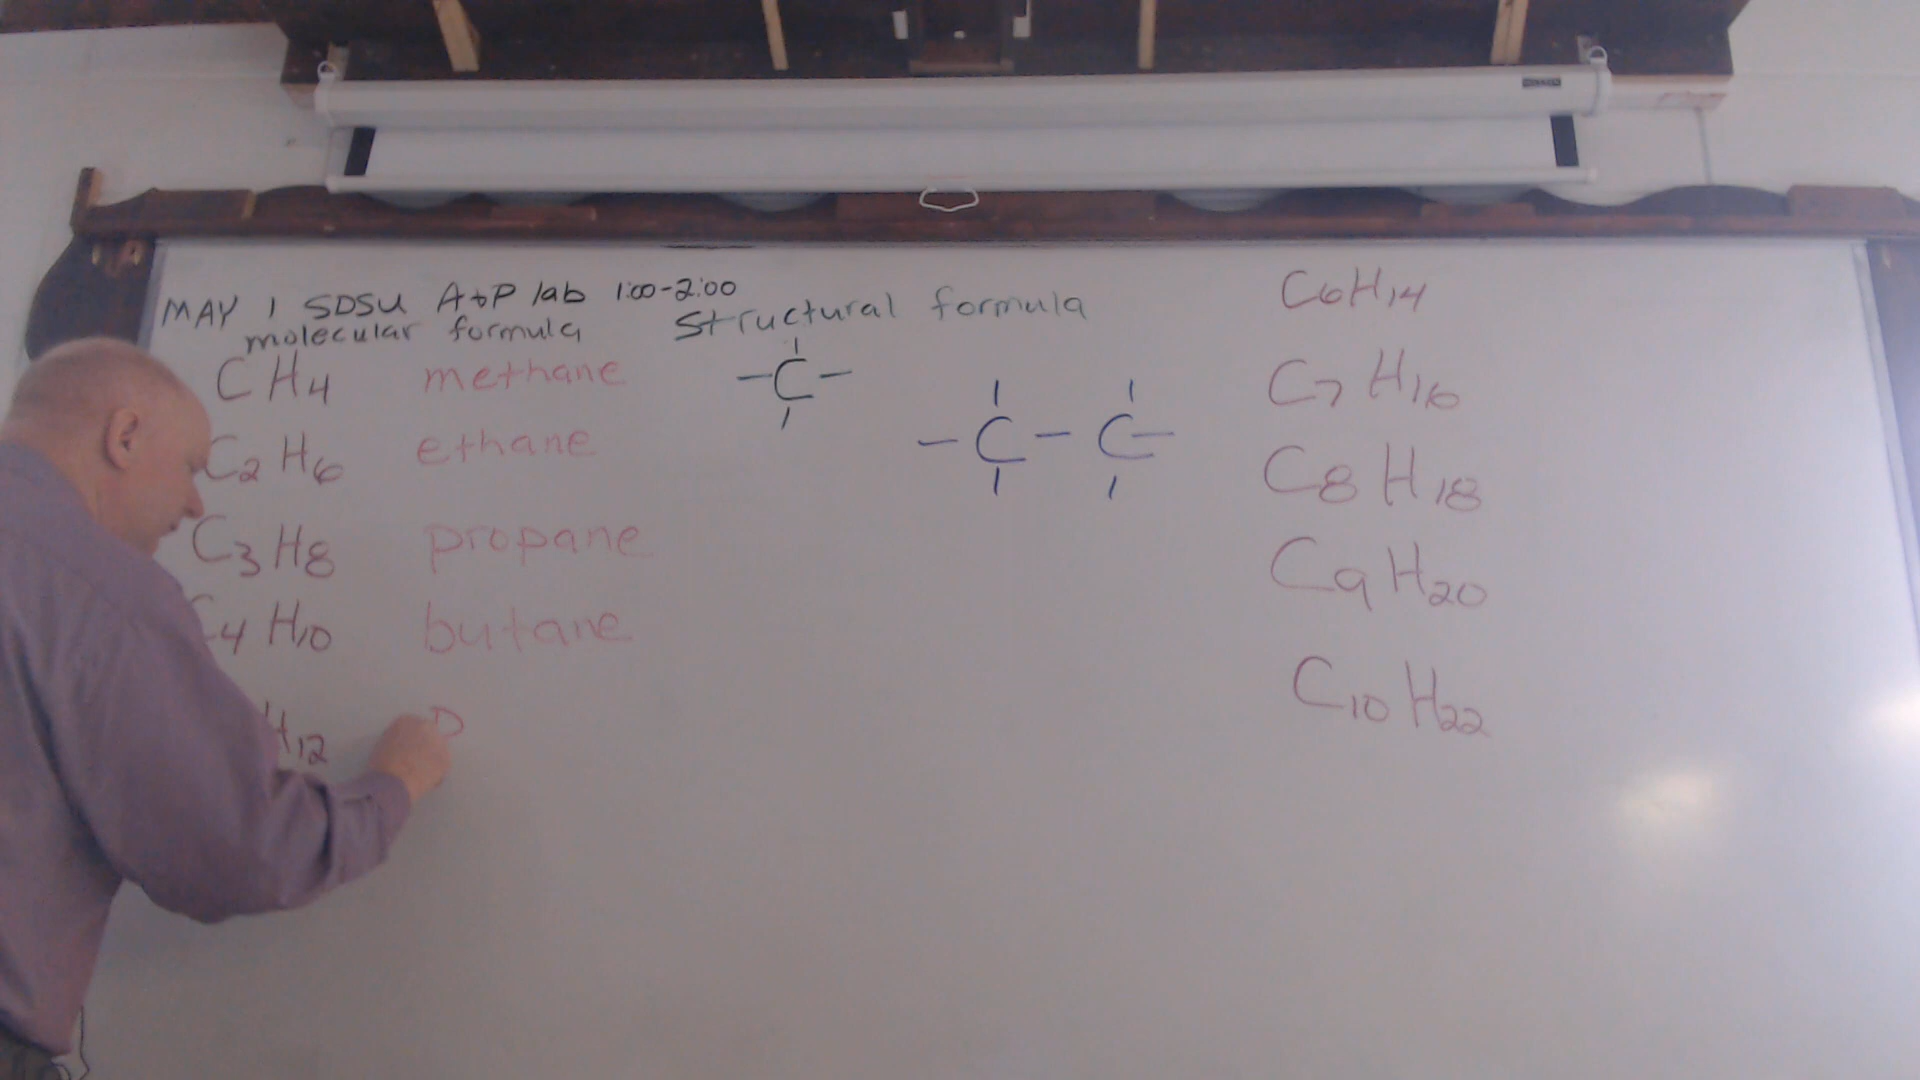 MAY 1 SDSU A+P lab 1:00-2:00
molecular formula Structural formula
CH4 methane
C2H6 ethane
C3H8 propane
C4H10 butane
H12 p
C
C C
C6H14
C7H16
C8H18
C9H20
C10H22